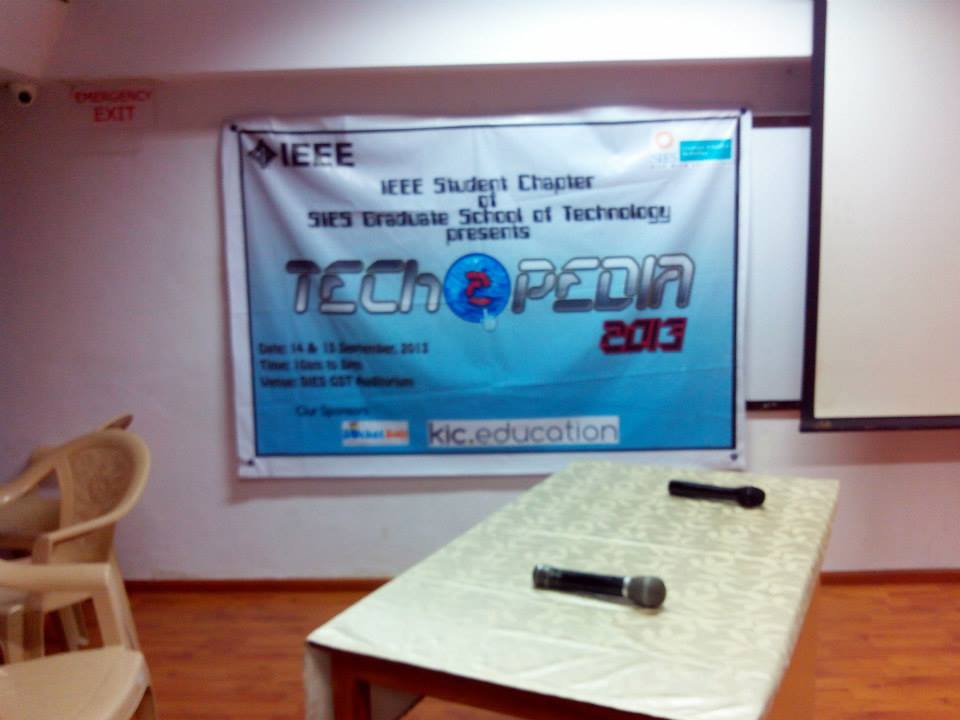 EMERGENCY
EXIT
IEEE
SIES
IEEE Student Chapter
of
SIES Graduate School of Technology
presents
TECh PEDIA
2013
Date: 14 & 15 September, 2013
Time: 10am to 5pm
Venue: SIES GST Auditorium
Our Sponsors
kic.education